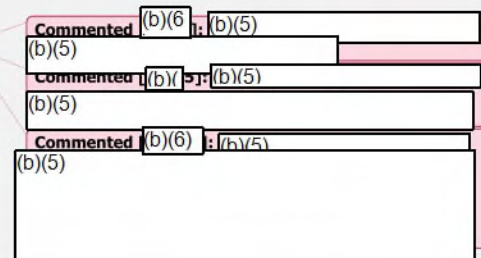 Commented (b)(6 ]: (b)(5)
(b)(5)
Commented [ (b)( 5]: (b)(5)
(b)(5)
Commented (b)(6) ]: (b)(5)
(b)(5)